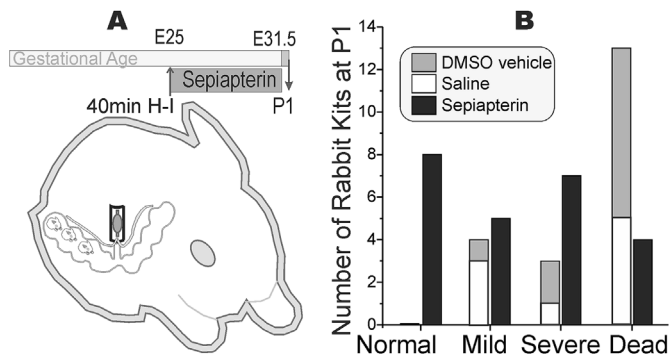 A
E25
E31.5
Gestational Age
Sepiapterin
40min H-I
P1
B
Number of Rabbit Kits at P1
14
12
10
8
6
4
2
0
DMSO vehicle
Saline
Sepiapterin
Normal Mild Severe Dead